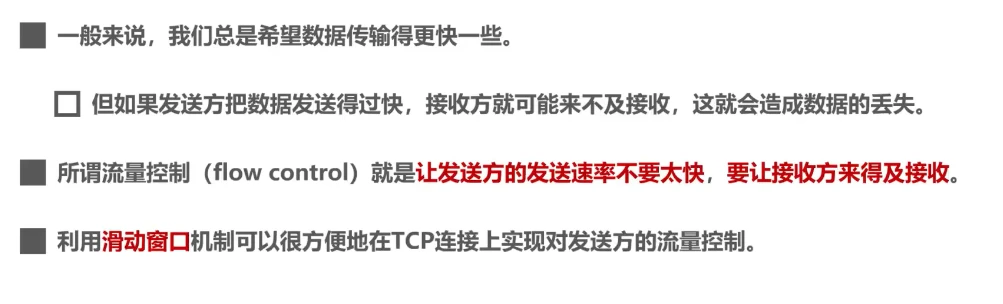 一般来说，我们总是希望数据传输得更快一些。
但如果发送方把数据发送得过快，接收方就可能来不及接收，这就会造成数据的丢失。
所谓流量控制（flow control）就是让发送方的发送速率不要太快，要让接收方来得及接收。
利用滑动窗口机制可以很方便地在TCP连接上实现对发送方的流量控制。